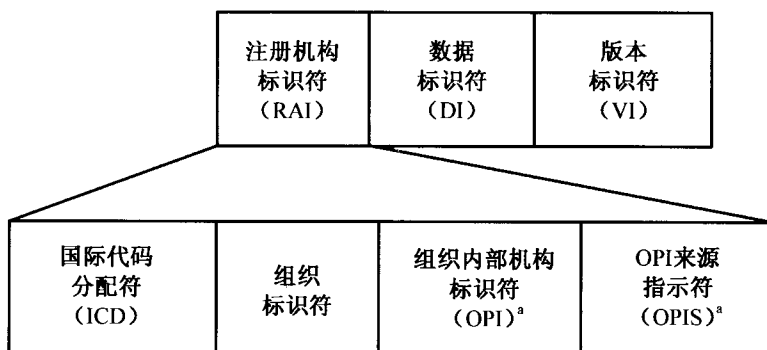 注册机构
标识符
（RAI）
数据
标识符
（DI）
版本
标识符
（VI）
国际代码
分配符
（ICD）
组织
标识符
组织内部机构
标识符
（OPI）a
OPI来源
指示符
（OPIS）a